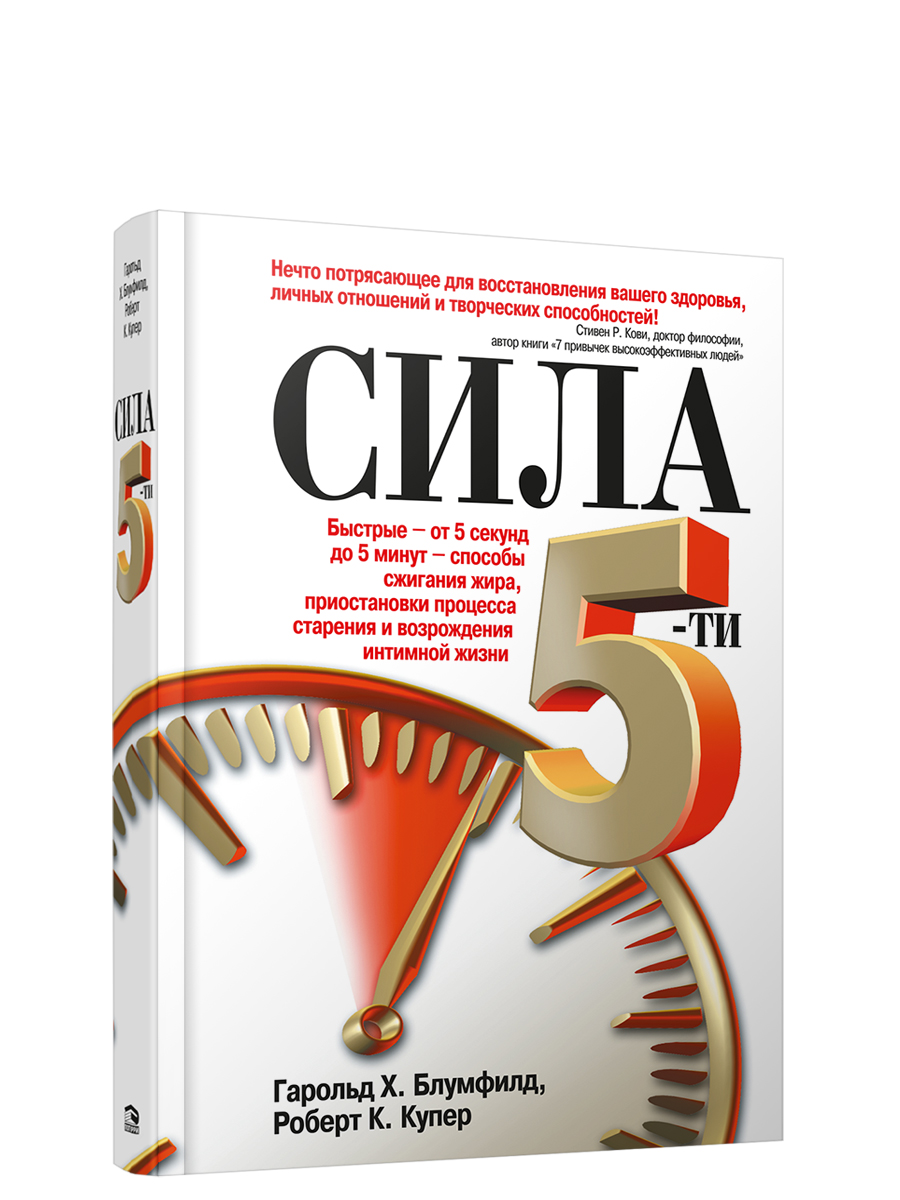 Нечто потрясающее для восстановления вашего здоровья,
личных отношений и творческих способностей!
Стивен Р. Кови, доктор философии,
автор книги «7 привычек высокоэффективных людей»
СИЛА
5
-ТИ
Быстрые – от 5 секунд
до 5 минут – способы
сжигания жира,
приостановки процесса
старения и возрождения
интимной жизни
Гарольд Х. Блумфилд,
Роберт К. Купер
Гарольд
Х. Блумфилд,
Роберт
К. Купер
СИЛА
5
-ТИ
ПОПУРРИ